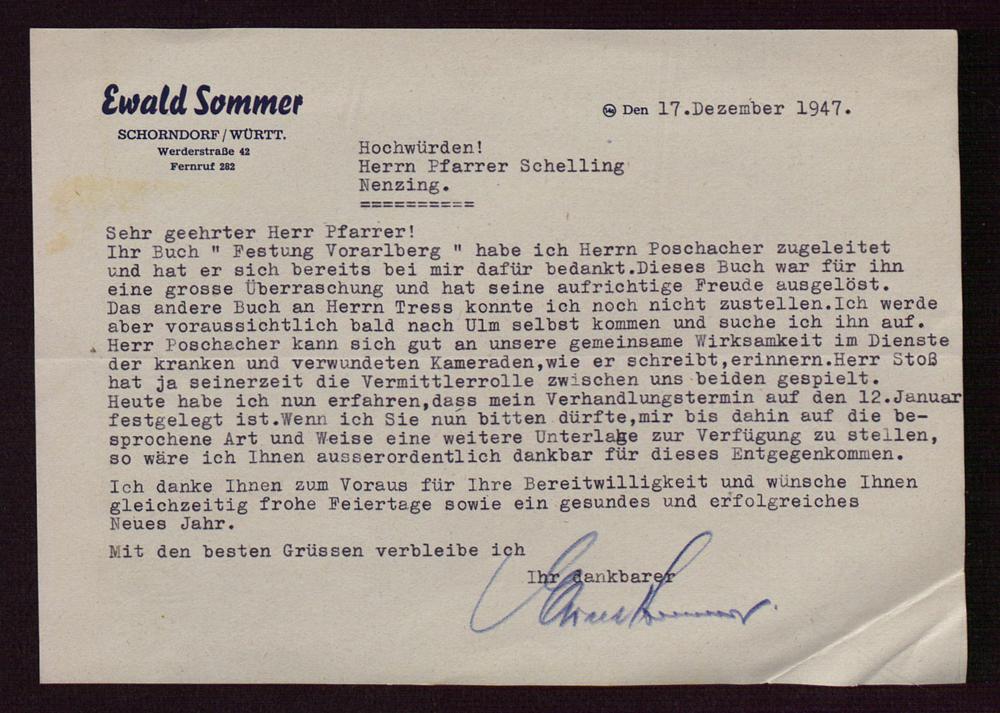 Ewald Sommer
SCHORNDORF / WÜRTT.
Werderstraße 42
Fernruf 282
14a Den 17.Dezember 1947.
Hochwürden!
Herrn Pfarrer Schelling
Nenzing.
==========
Sehr geehrter Herr Pfarrer!
Ihr Buch " Festung Vorarlberg " habe ich Herrn Poschacher zugeleitet
und hat er sich bereits bei mir dafür bedankt.Dieses Buch war für ihn
eine grosse Überraschung und hat seine aufrichtige Freude ausgelöst.
Das andere Buch an Herrn Tress konnte ich noch nicht zustellen.Ich werde
aber voraussichtlich bald nach Ulm selbst kommen und suche ich ihn auf.
Herr Poschacher kann sich gut an unsere gemeinsame Wirksamkeit im Dienste
der kranken und verwundeten Kameraden,wie er schreibt,erinnern.Herr Stoß
hat ja seinerzeit die Vermittlerrolle zwischen uns beiden gespielt.
Heute habe ich nun erfahren,dass mein Verhandlungstermin auf den 12.Januar
festgelegt ist.Wenn ich Sie nun bitten dürfte,mir bis dahin auf die be-
sprochene Art und Weise eine weitere Unterlage zur Verfügung zu stellen,
so wäre ich Ihnen ausserordentlich dankbar für dieses Entgegenkommen.
Ich danke Ihnen zum Voraus für Ihre Bereitwilligkeit und wünsche Ihnen
gleichzeitig frohe Feiertage sowie ein gesundes und erfolgreiches
Neues Jahr.
Mit den besten Grüssen verbleibe ich
Ihr dankbarer